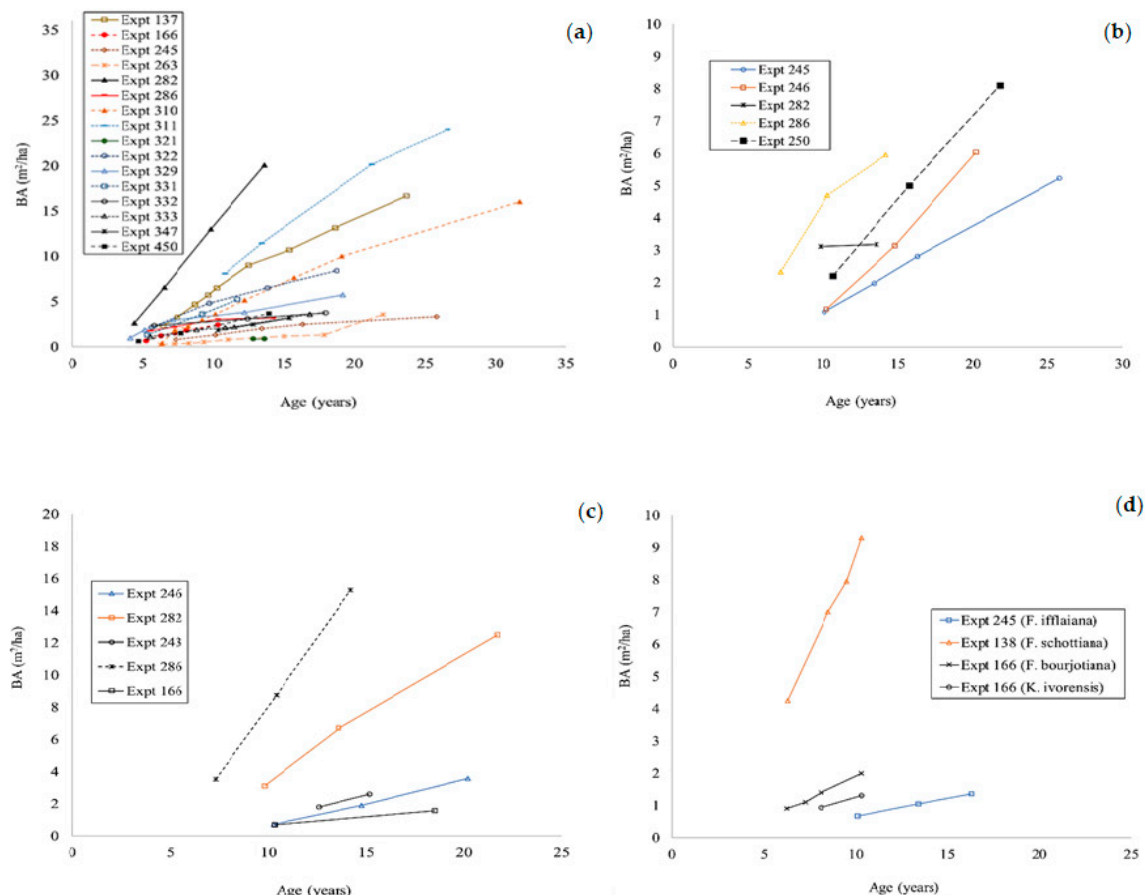 (a)
Expt 137
Expt 166
Expt 245
Expt 263
Expt 282
Expt 286
Expt 310
Expt 311
Expt 321
Expt 322
Expt 329
Expt 331
Expt 332
Expt 333
Expt 347
Expt 450
BA (m²/ha)
35
30
25
20
15
10
5
0
0 5 10 15 20 25 30 35
Age (years)
(b)
Expt 245
Expt 246
Expt 282
Expt 286
Expt 250
BA (m²/ha)
10
9
8
7
6
5
4
3
2
1
0
0 5 10 15 20 25 30
Age (years)
(c)
Expt 246
Expt 282
Expt 243
Expt 286
Expt 166
BA (m²/ha)
20
18
16
14
12
10
8
6
4
2
0
0 5 10 15 20 25
Age (years)
(d)
Expt 245 (F. ifflaiana)
Expt 138 (F. schottiana)
Expt 166 (F. bourjotiana)
Expt 166 (K. ivorensis)
BA (m²/ha)
10
9
8
7
6
5
4
3
2
1
0
0 5 10 15 20 25
Age (years)